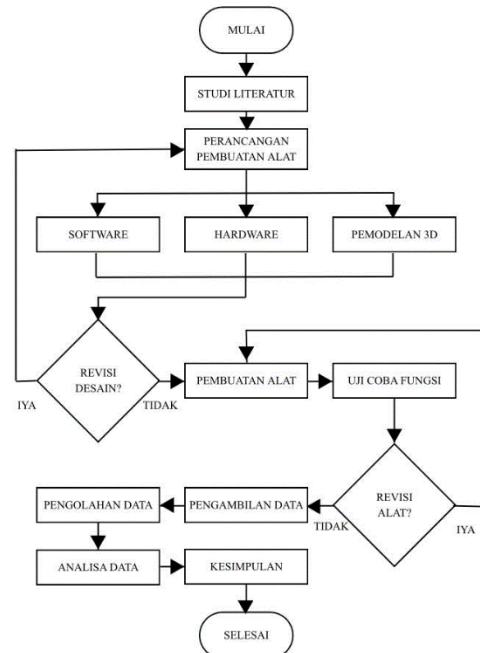 MULAI
STUDI LITERATUR
PERANCANGAN
PEMBUATAN ALAT
SOFTWARE
HARDWARE
PEMODELAN 3D
REVISI
DESAIN?
IYA
TIDAK
PEMBUATAN ALAT
UJI COBA FUNGSI
REVISI
ALAT?
TIDAK
IYA
PENGAMBILAN DATA
PENGOLAHAN DATA
ANALISA DATA
KESIMPULAN
SELESAI